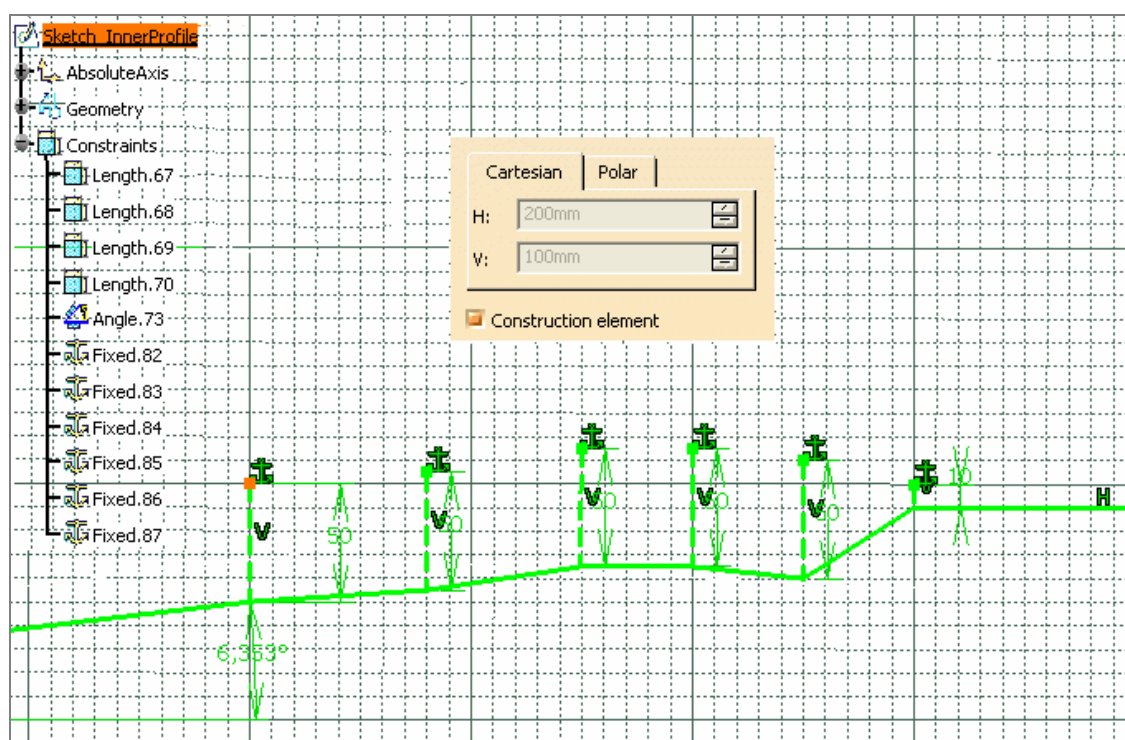 Sketch_InnerProfile
AbsoluteAxis
Geometry
Constraints
Length.67
Length.68
Length.69
Length.70
Angle.73
Fixed.82
Fixed.83
Fixed.84
Fixed.85
Fixed.86
Fixed.87
Cartesian Polar
H: 200mm
V: 100mm
Construction element
10
V V V V H
V 50
6,353°